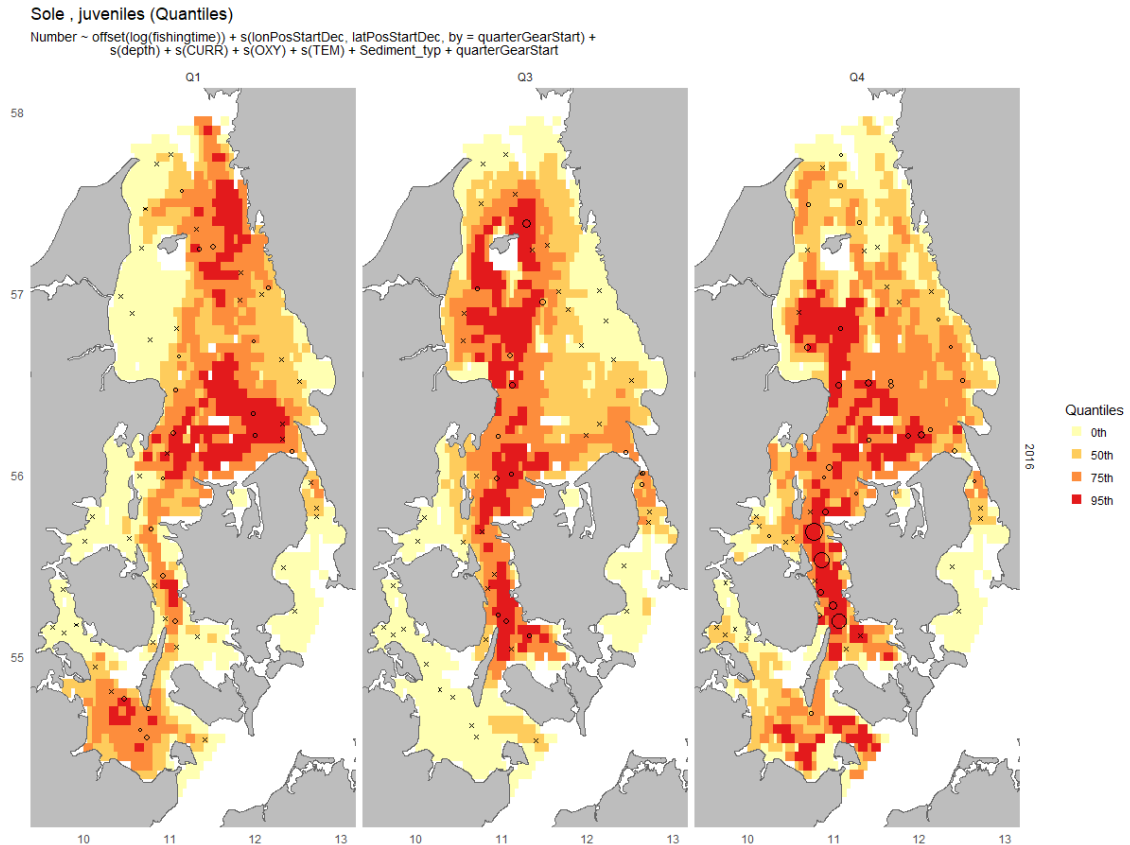 Sole , juveniles (Quantiles)
Number ~ offset(log(fishingtime)) + s(lonPosStartDec, latPosStartDec, by = quarterGearStart) +
s(depth) + s(CURR) + s(OXY) + s(TEM) + Sediment_typ + quarterGearStart
Q1 Q3 Q4
58
57
56
55
2016
Quantiles
0th
50th
75th
95th
10 11 12 13 10 11 12 13 10 11 12 13